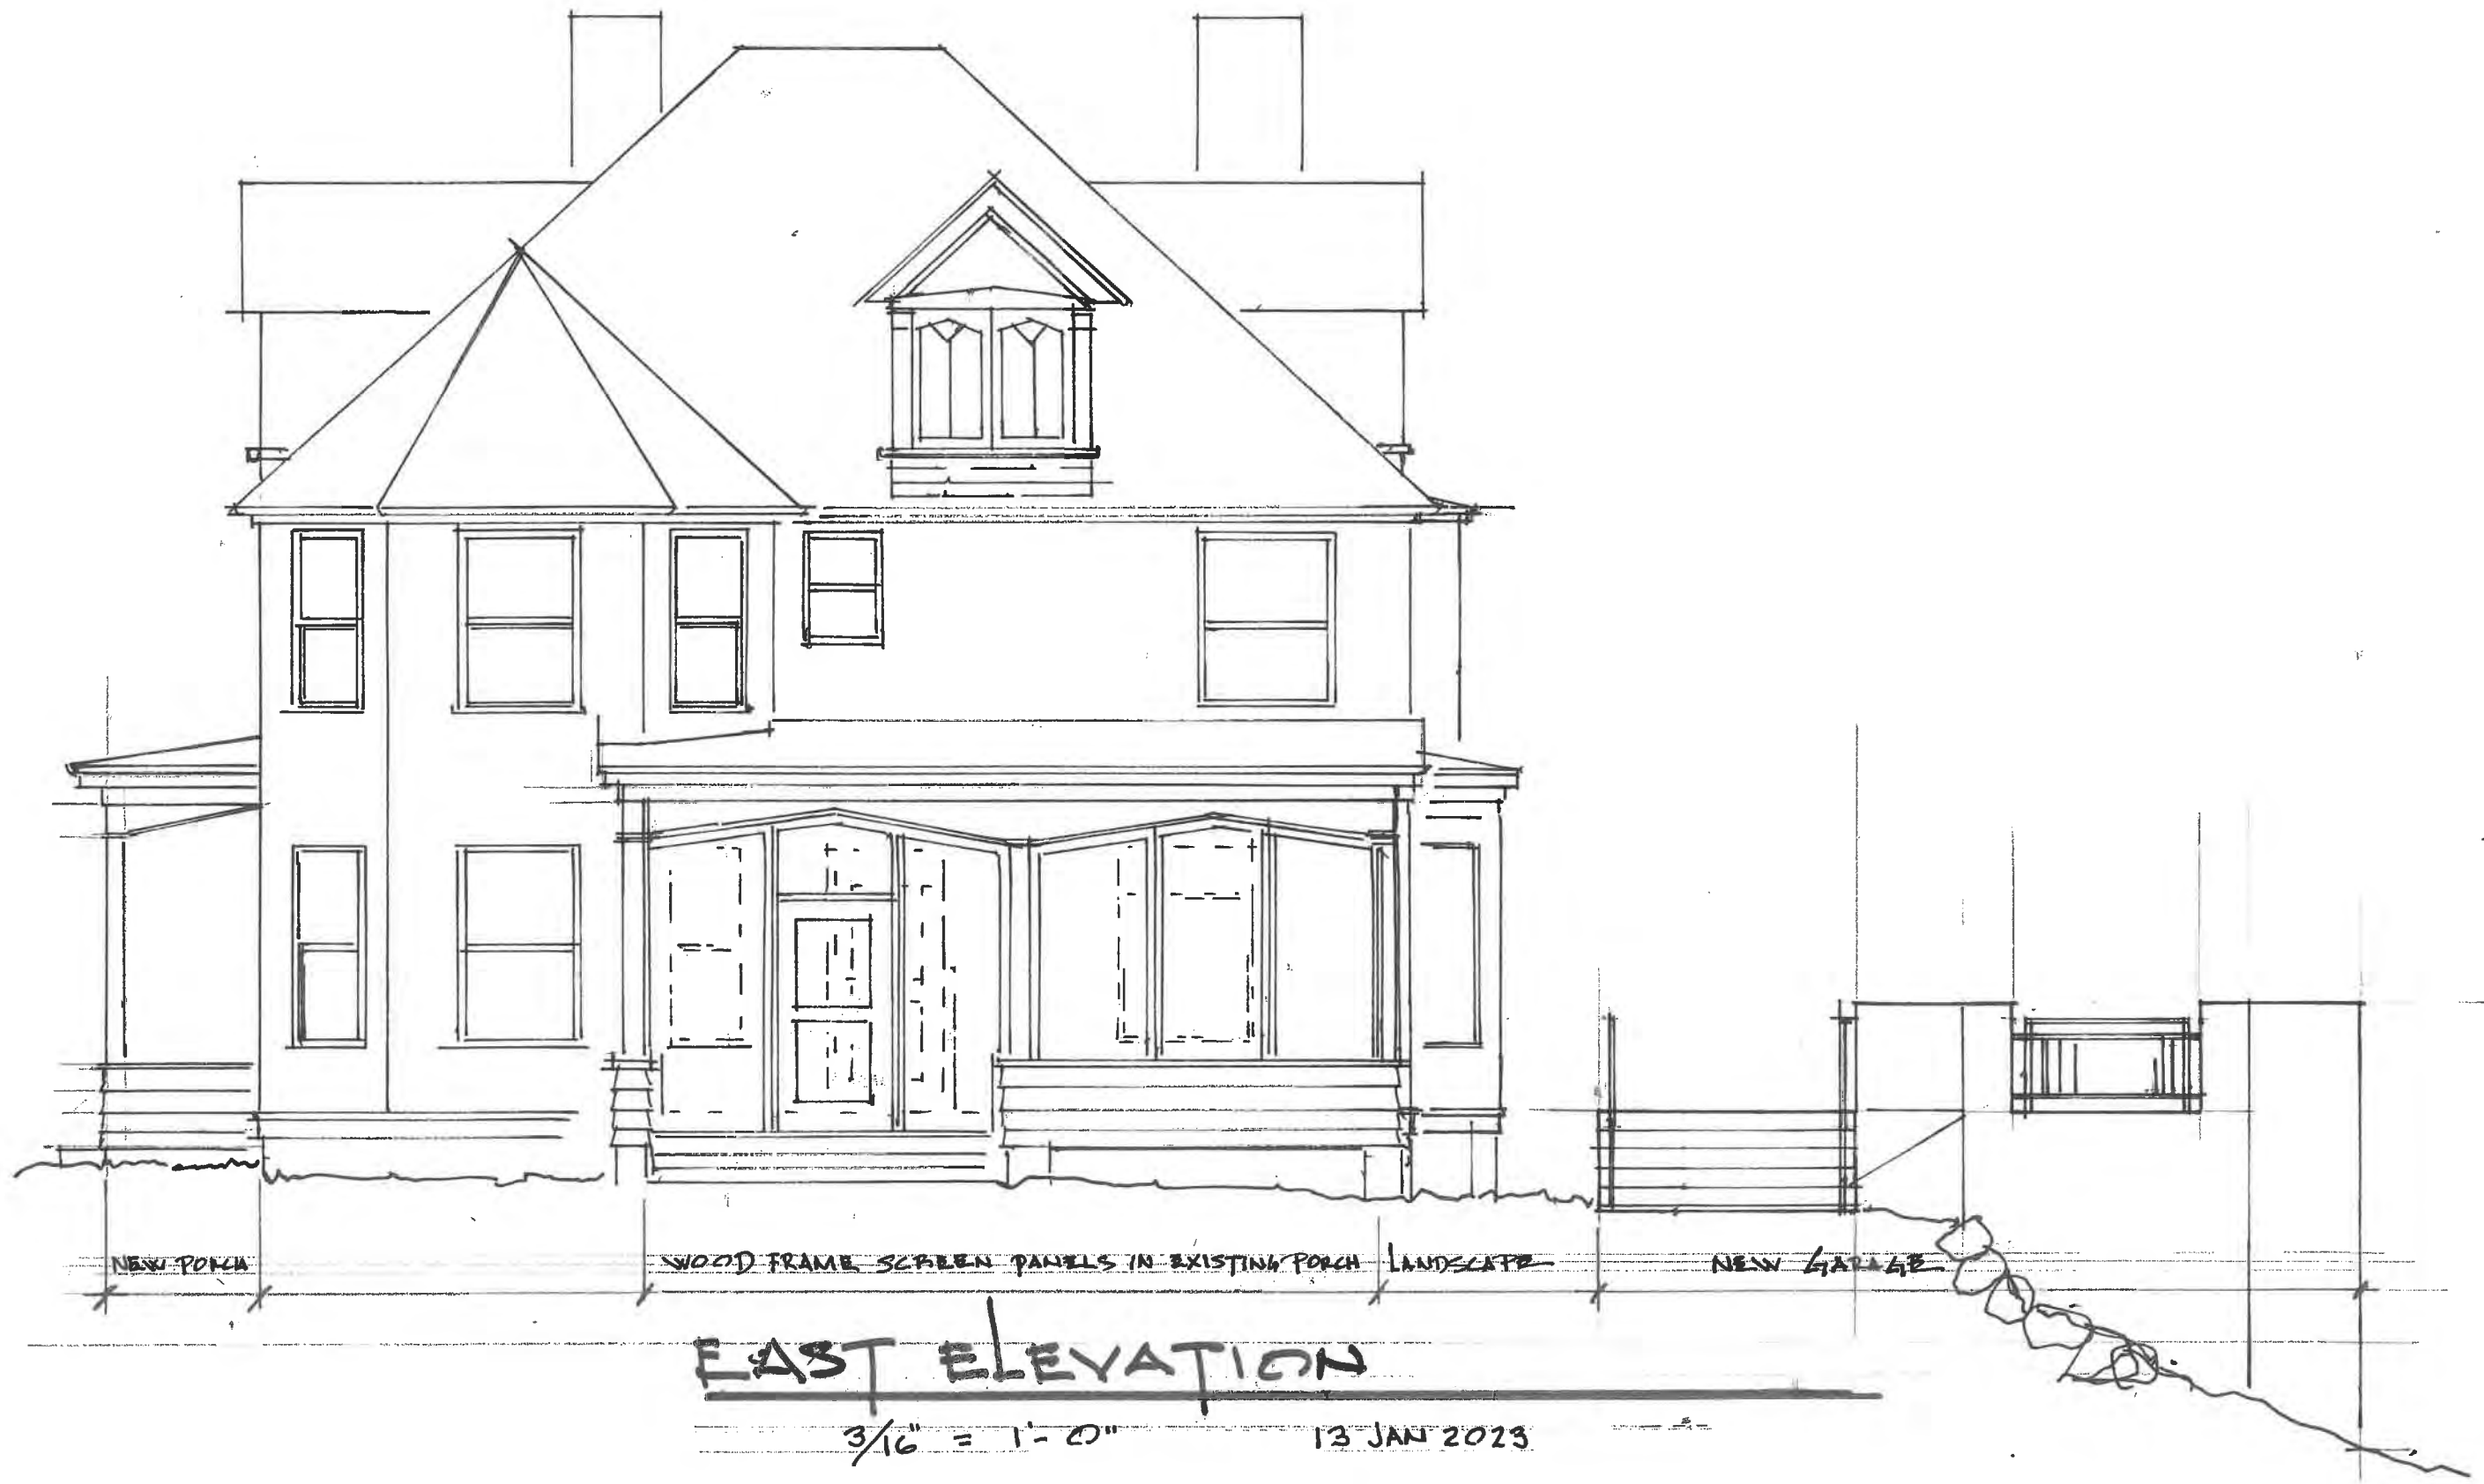 NEW PORCH
WOOD FRAME SCREEN PANELS IN EXISTING PORCH
LANDSCAPE
NEW GARAGE
EAST ELEVATION
3/16" = 1'-0"
13 JAN 2023